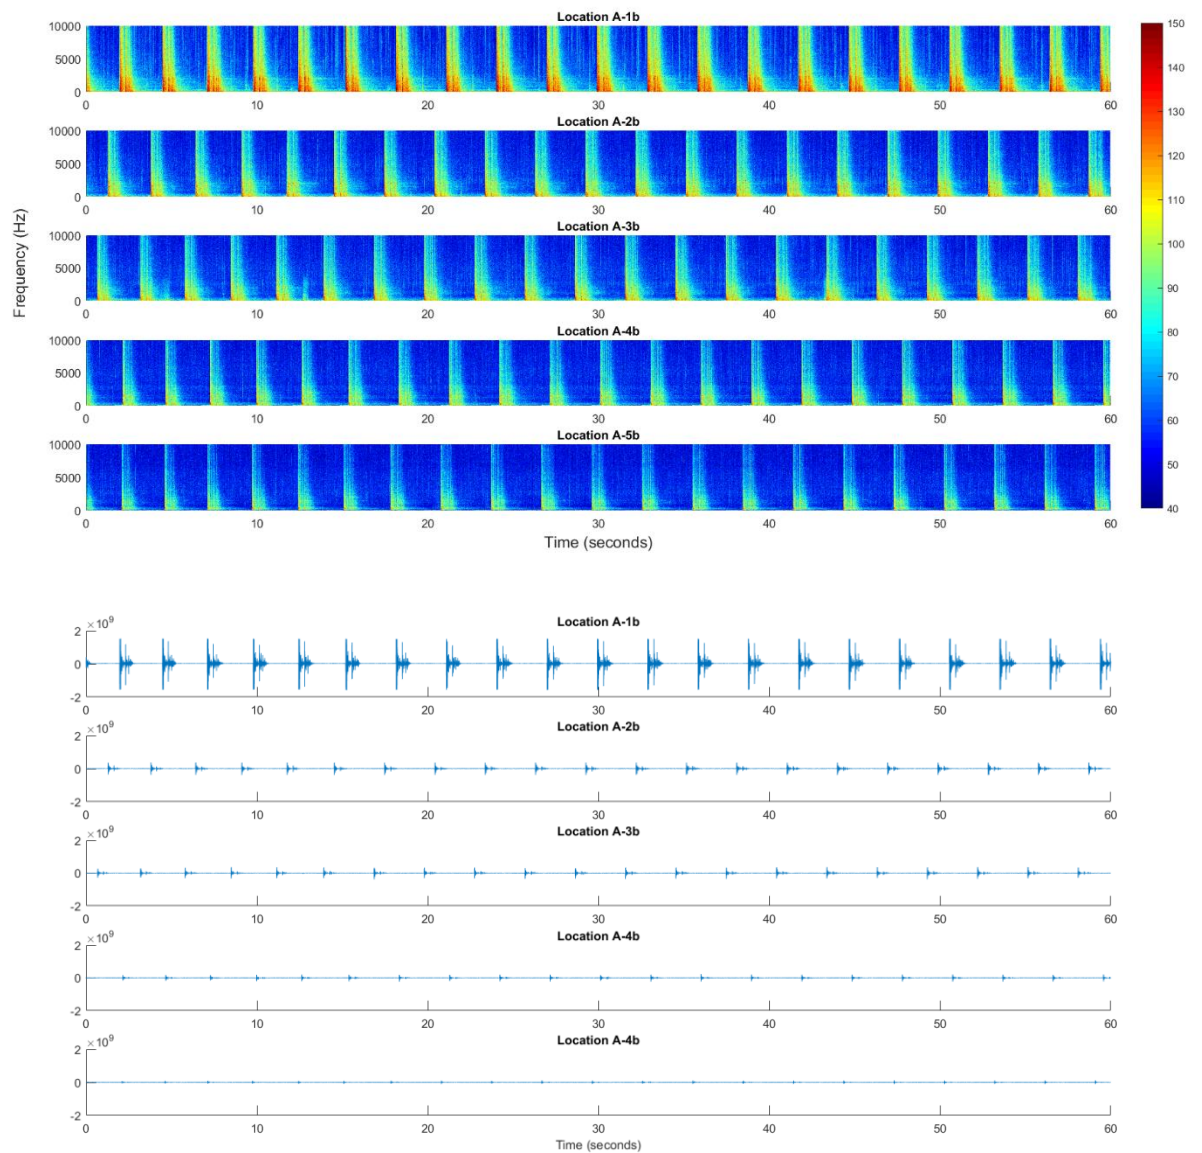 Location A-1b
10000
5000
0
0 10 20 30 40 50 60
Location A-2b
10000
5000
0
0 10 20 30 40 50 60
Location A-3b
10000
5000
0
0 10 20 30 40 50 60
Location A-4b
10000
5000
0
0 10 20 30 40 50 60
Location A-5b
10000
5000
0
0 10 20 30 40 50 60
Frequency (Hz)
Time (seconds)
150
140
130
120
110
100
90
80
70
60
50
40
Location A-1b
×10⁹
2
0
-2
0 10 20 30 40 50 60
Location A-2b
×10⁹
2
0
-2
0 10 20 30 40 50 60
Location A-3b
×10⁹
2
0
-2
0 10 20 30 40 50 60
Location A-4b
×10⁹
2
0
-2
0 10 20 30 40 50 60
Location A-4b
×10⁹
2
0
-2
0 10 20 30 40 50 60
Time (seconds)